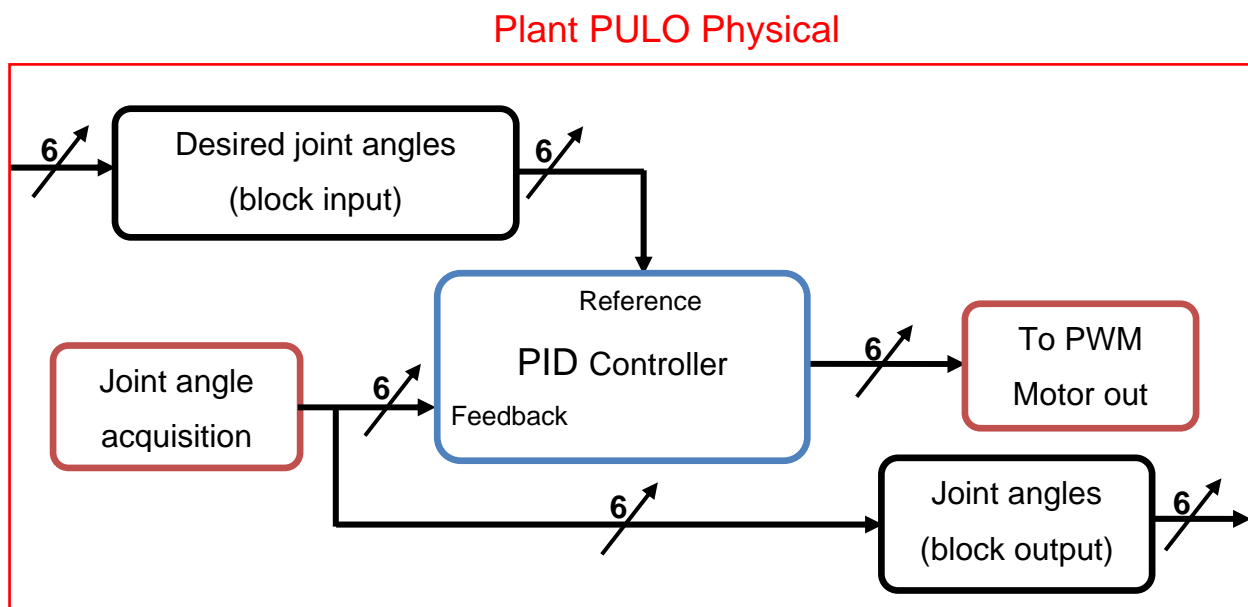 Plant PULO Physical
6
Desired joint angles
(block input)
6
Reference
PID Controller
Feedback
6
To PWM
Motor out
Joint angle
acquisition
6
6
Joint angles
(block output)
6